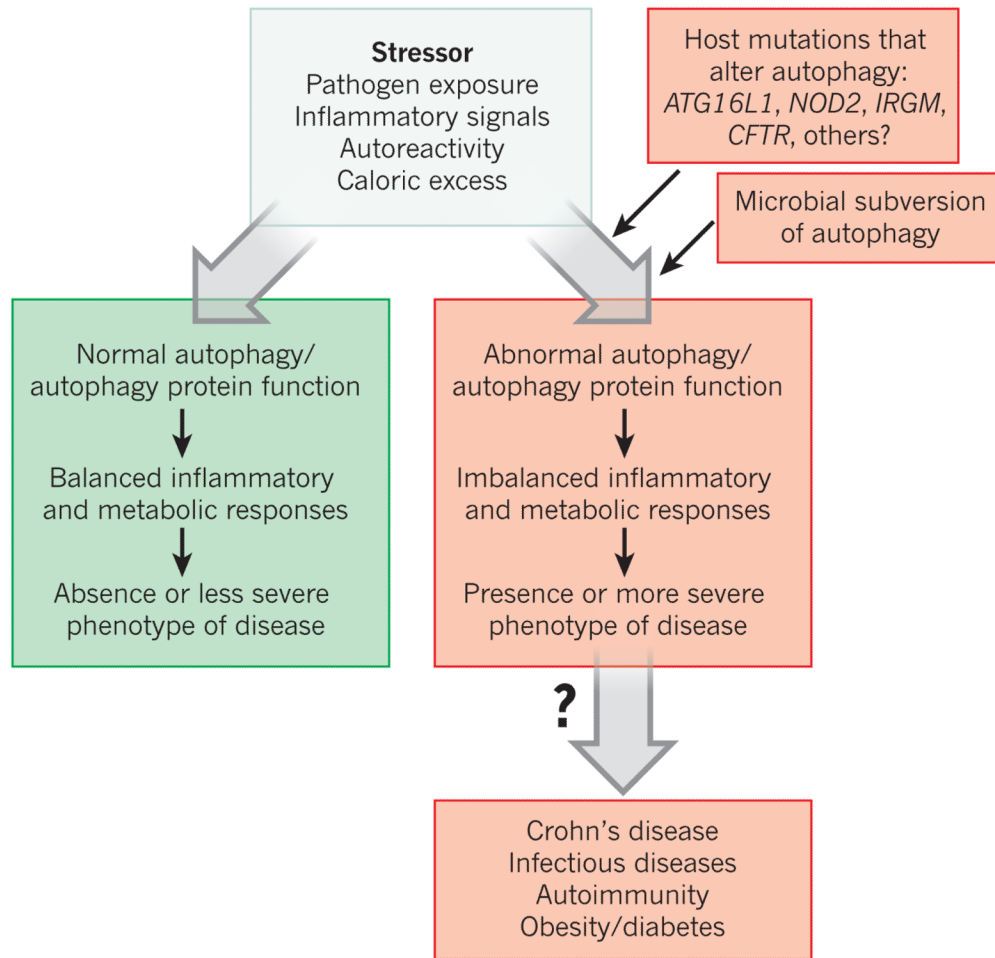 Stressor
Pathogen exposure
Inflammatory signals
Autoreactivity
Caloric excess
Host mutations that
alter autophagy:
ATG16L1, NOD2, IRGM,
CFTR, others?
Microbial subversion
of autophagy
Normal autophagy/
autophagy protein function
Balanced inflammatory
and metabolic responses
Absence or less severe
phenotype of disease
Abnormal autophagy/
autophagy protein function
Imbalanced inflammatory
and metabolic responses
Presence or more severe
phenotype of disease
?
Crohn’s disease
Infectious diseases
Autoimmunity
Obesity/diabetes